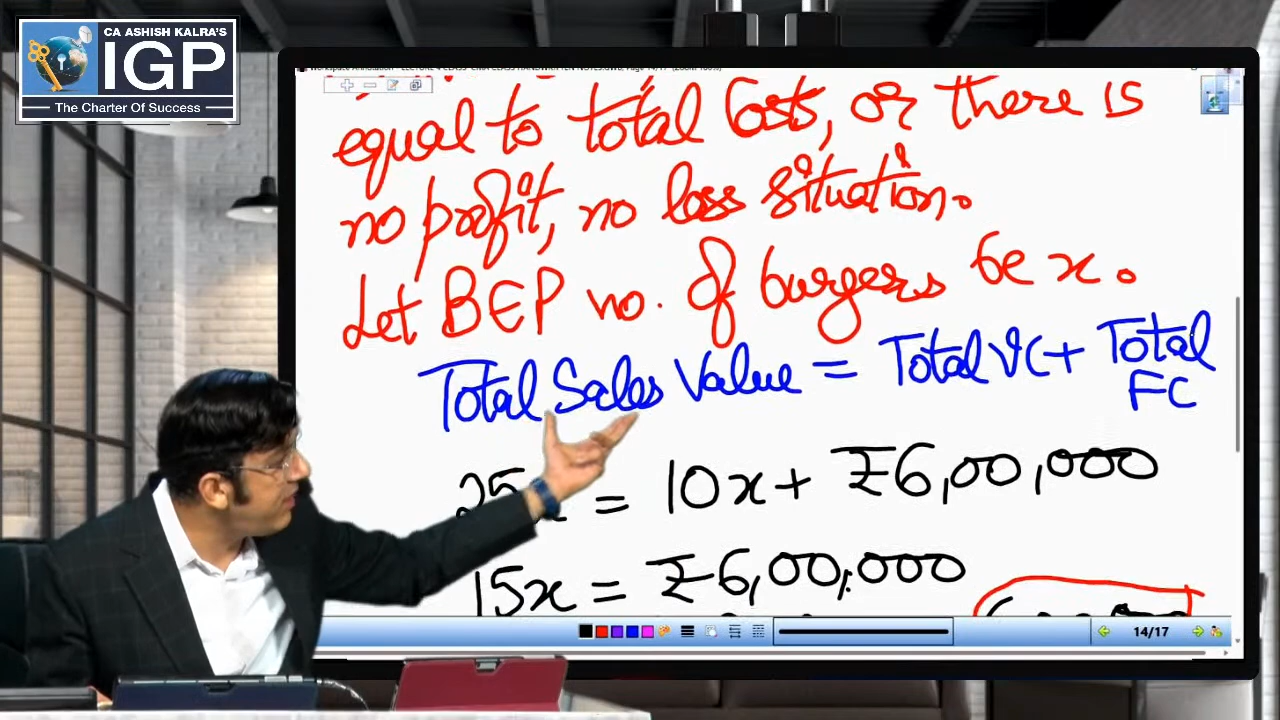 CA ASHISH KALRA'S
IGP
The Charter Of Success
equal to total Costs, or there is
no profit, no loss situation.
Let BEP no. of burgers be x.
Total Sales Value = Total VC + Total
FC
= 10x + ₹6,00,000
15x = ₹6,00,000
14/17